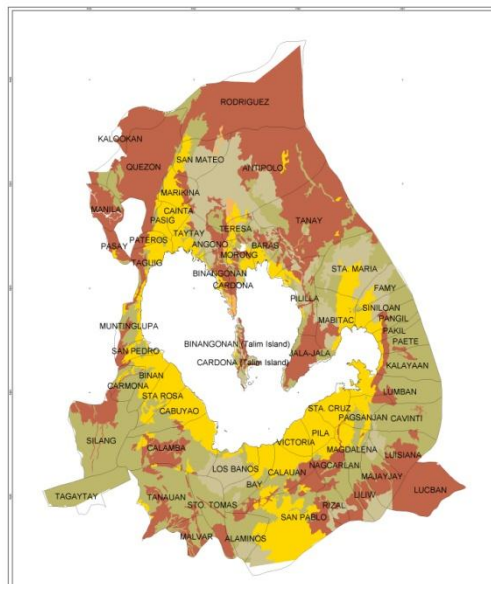 RODRIGUEZ
KALOOKAN
SAN MATEO
QUEZON
ANTIPOLO
MARIKINA
MANILA
CAINTA
PASIG
TANAY
TERESA
TAYTAY
PATEROS
ANGONO
BARAS
PASAY
MORONG
TAGUIG
BINANGONAN
STA. MARIA
CARDONA
FAMY
PILILLA
SINILOAN
MABITAC
PANGIL
MUNTINGLUPA
PAKIL
BINANGONAN (Talim Island)
PAETE
SAN PEDRO
JALA-JALA
CARDONA (Talim Island)
KALAYAAN
BINAN
CARMONA
STA ROSA
LUMBAN
CABUYAO
STA. CRUZ
PAGSANJAN
CAVINTI
PILA
SILANG
VICTORIA
CALAMBA
MAGDALENA
LUISIANA
NAGCARLAN
LOS BANOS
CALAUAN
MAJAYJAY
BAY
LILIW
LUCBAN
TAGAYTAY
TANAUAN
STO. TOMAS
RIZAL
SAN PABLO
MALVAR
ALAMINOS